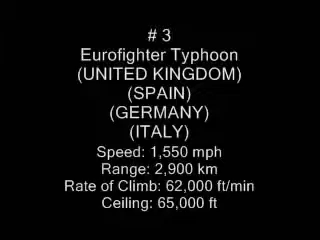 # 3
Eurofighter Typhoon
(UNITED KINGDOM)
(SPAIN)
(GERMANY)
(ITALY)
Speed: 1,550 mph
Range: 2,900 km
Rate of Climb: 62,000 ft/min
Ceiling: 65,000 ft